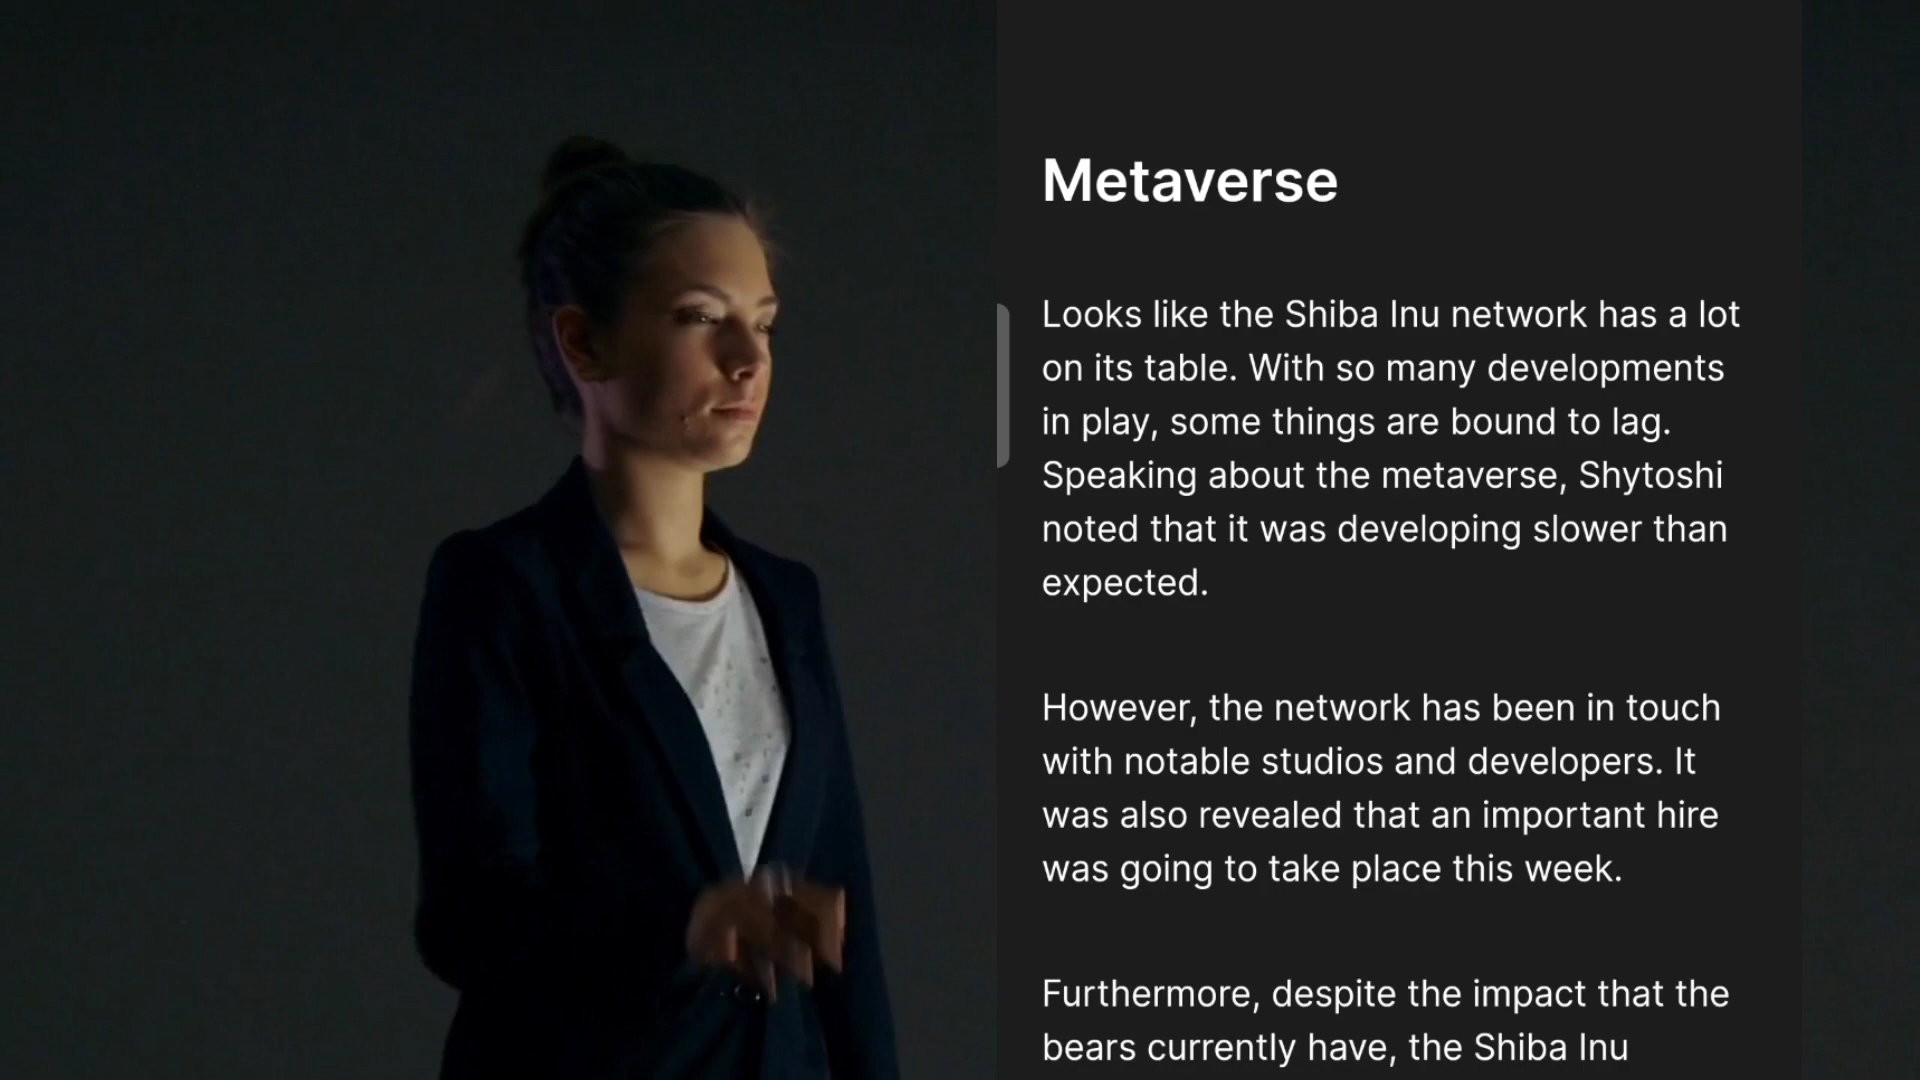 Metaverse
Looks like the Shiba Inu network has a lot
on its table. With so many developments
in play, some things are bound to lag.
Speaking about the metaverse, Shytoshi
noted that it was developing slower than
expected.
However, the network has been in touch
with notable studios and developers. It
was also revealed that an important hire
was going to take place this week.
Furthermore, despite the impact that the
bears currently have, the Shiba Inu